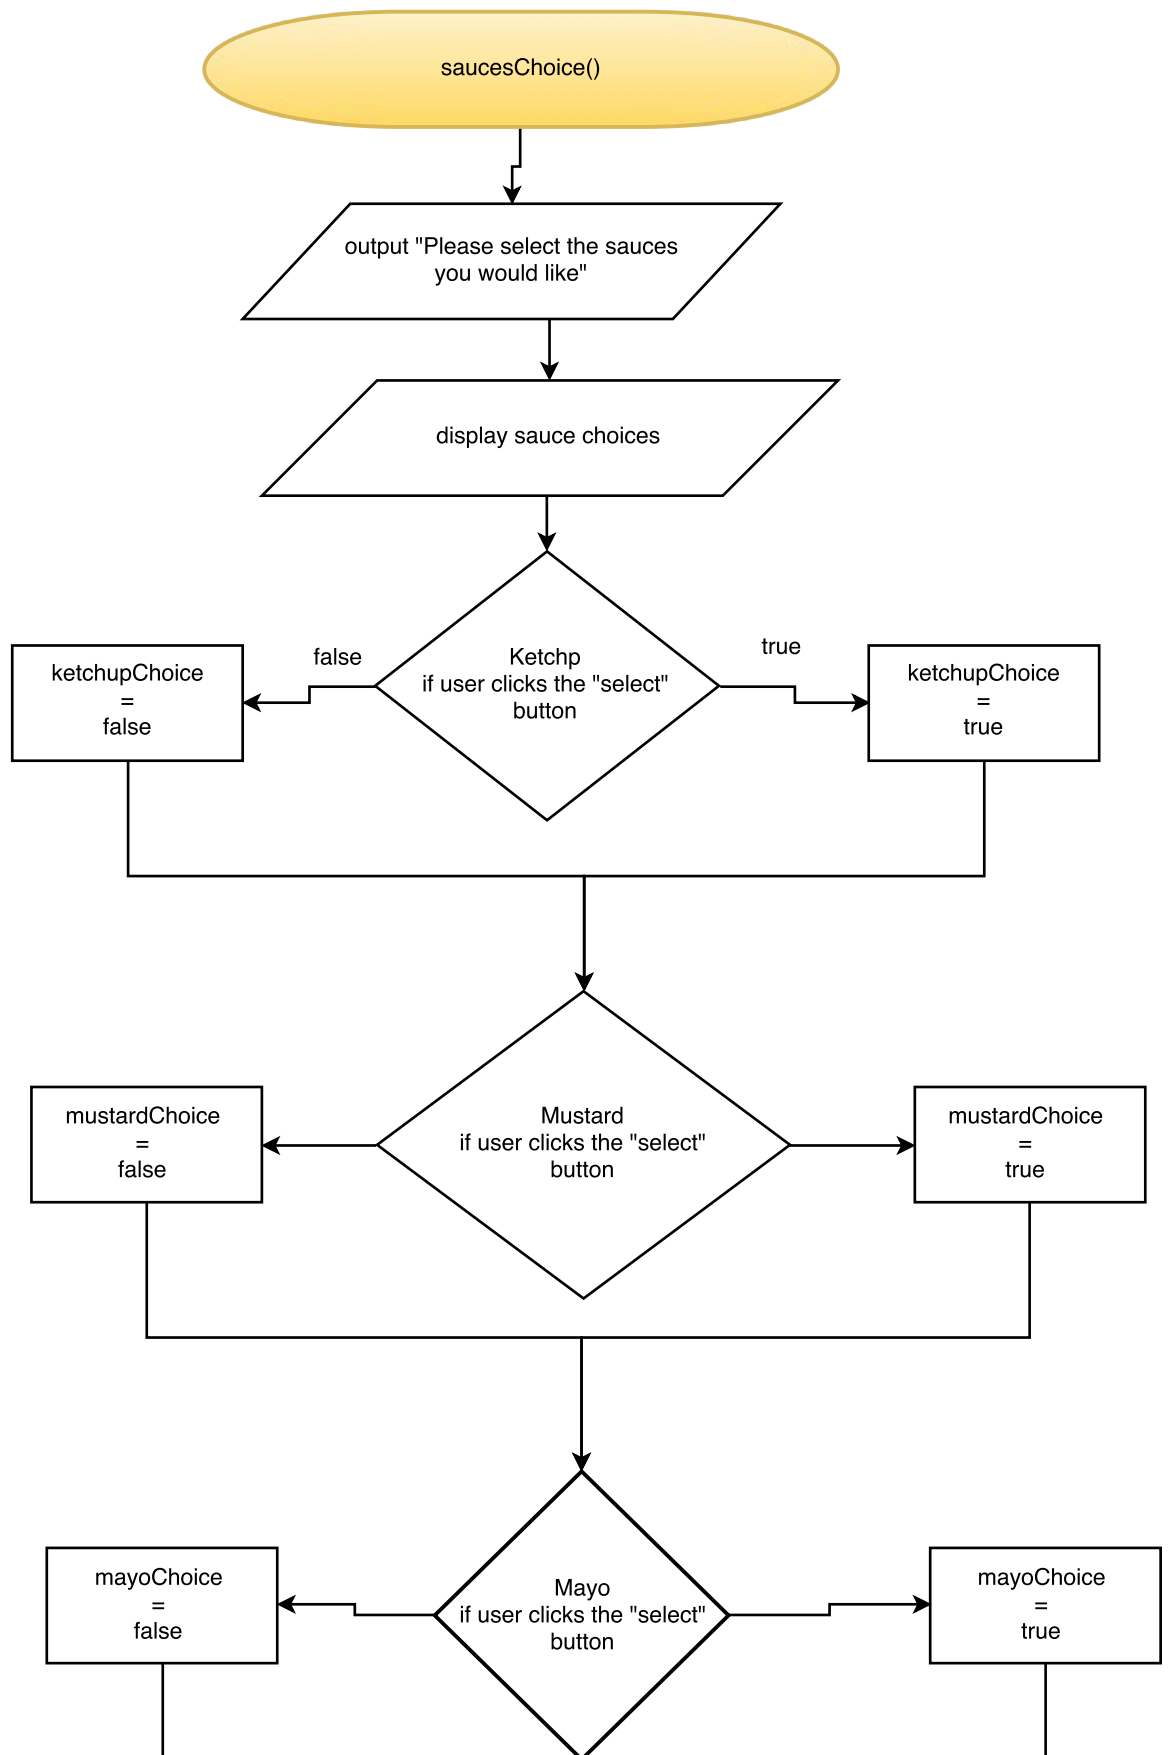 saucesChoice()
output "Please select the sauces
you would like"
display sauce choices
false
Ketchp
if user clicks the "select"
button
true
ketchupChoice
=
false
ketchupChoice
=
true
mustardChoice
=
false
Mustard
if user clicks the "select"
button
mustardChoice
=
true
mayoChoice
=
false
Mayo
if user clicks the "select"
button
mayoChoice
=
true